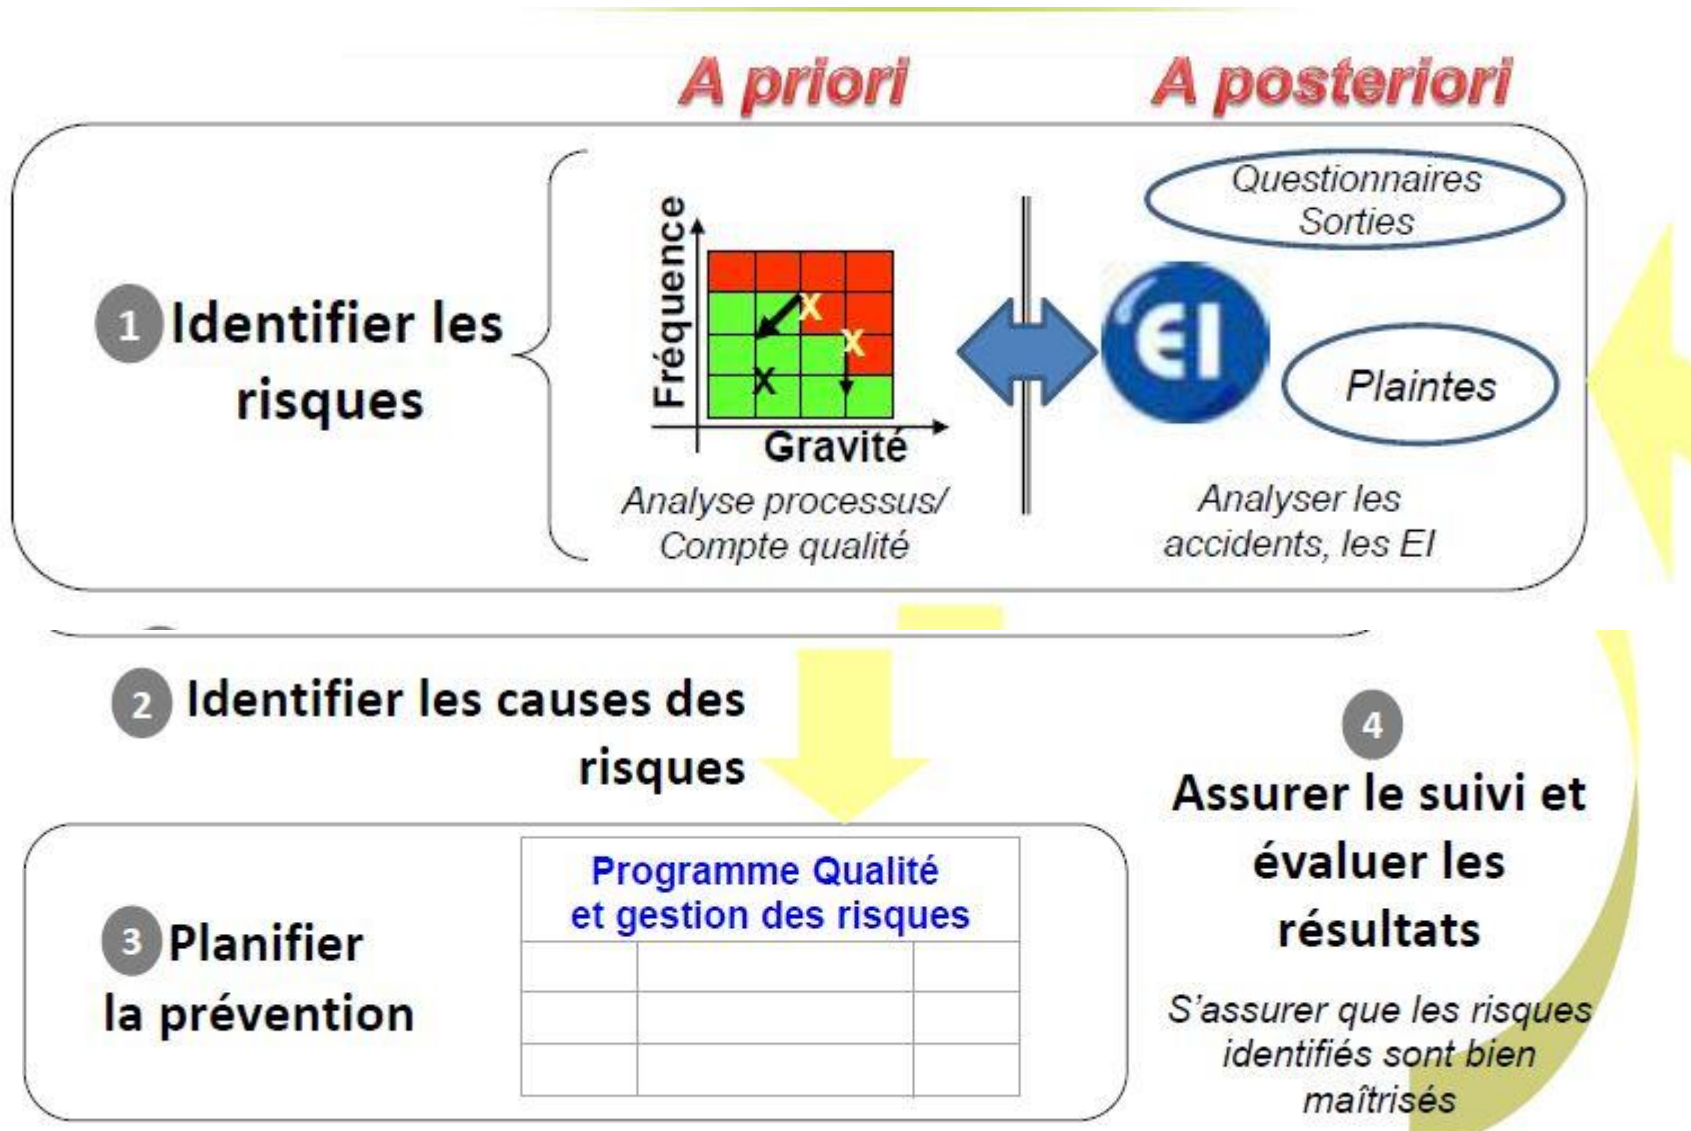 A priori
A posteriori
1 Identifier les
risques
Fréquence
X
X
X
Gravité
Analyse processus/
Compte qualité
Questionnaires
Sorties
EI
Plaintes
Analyser les
accidents, les EI
2 Identifier les causes des
risques
3 Planifier
la prévention
Programme Qualité
et gestion des risques
4
Assurer le suivi et
évaluer les
résultats
S'assurer que les risques
identifiés sont bien
maîtrisés